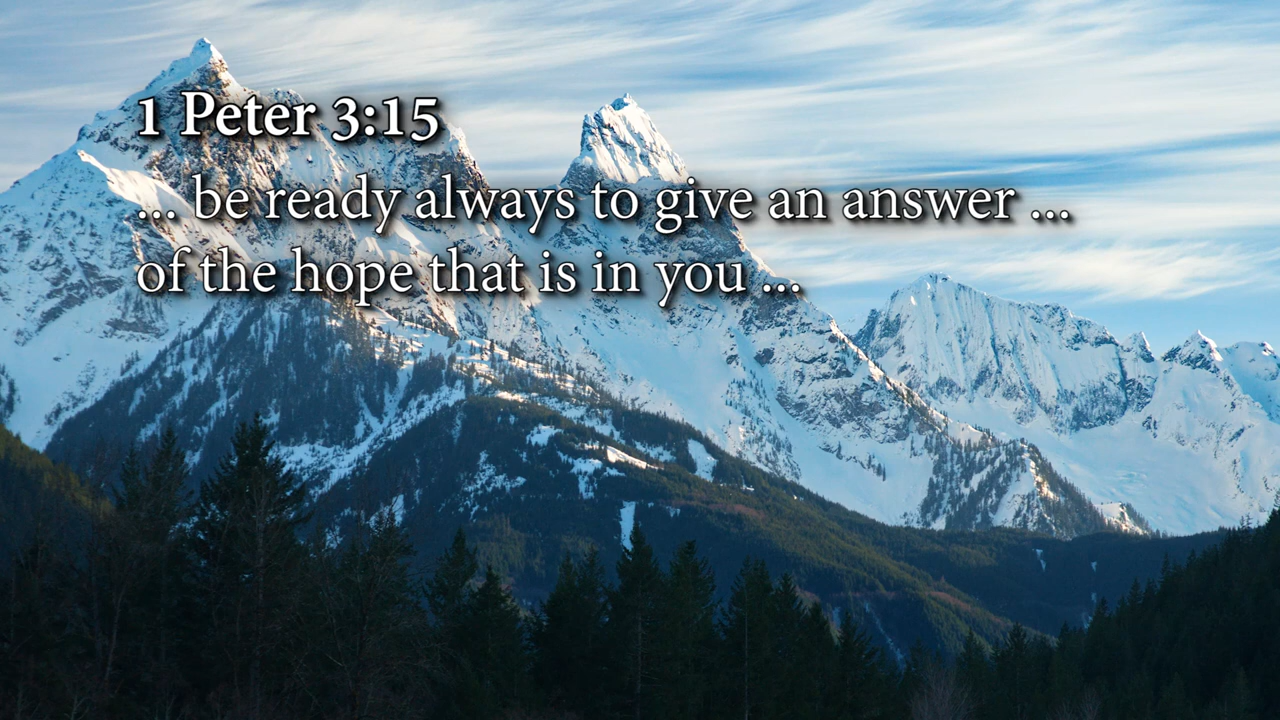 1 Peter 3:15
... be ready always to give an answer ...
of the hope that is in you ...